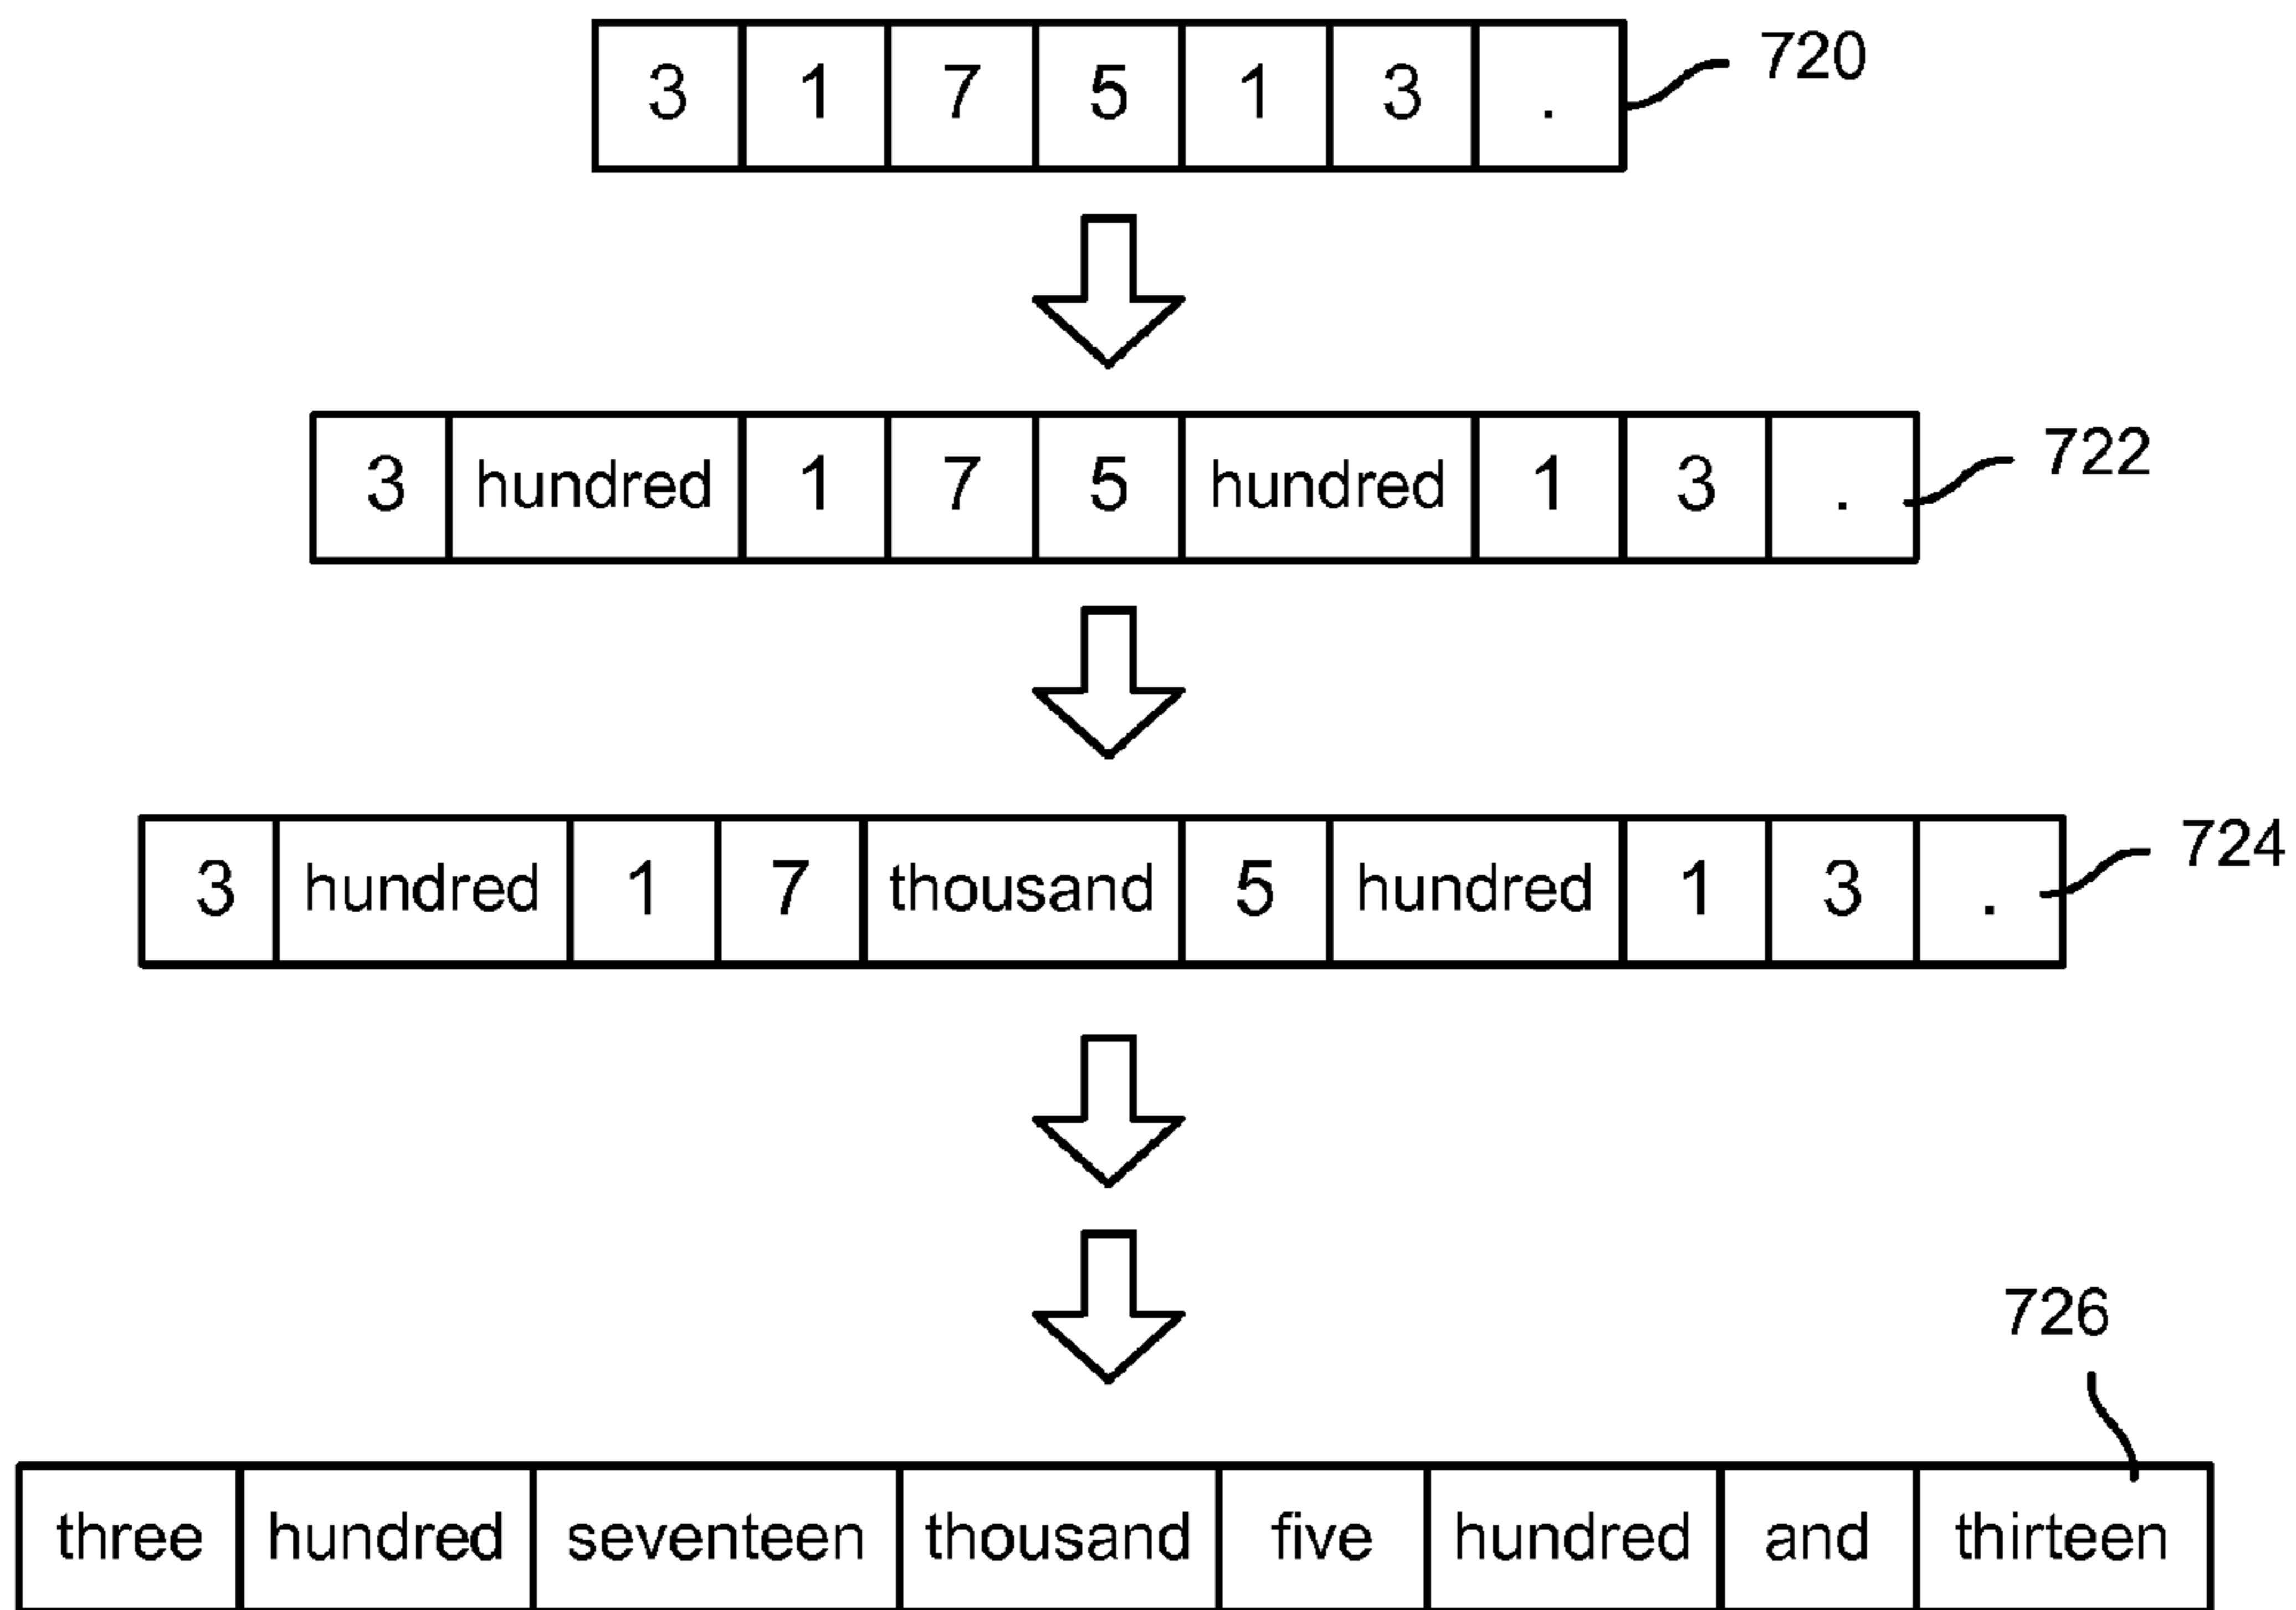 3 1 7 5 1 3 . 720
3 hundred 1 7 5 hundred 1 3 . 722
3 hundred 1 7 thousand 5 hundred 1 3 . 724
726
three hundred seventeen thousand five hundred and thirteen